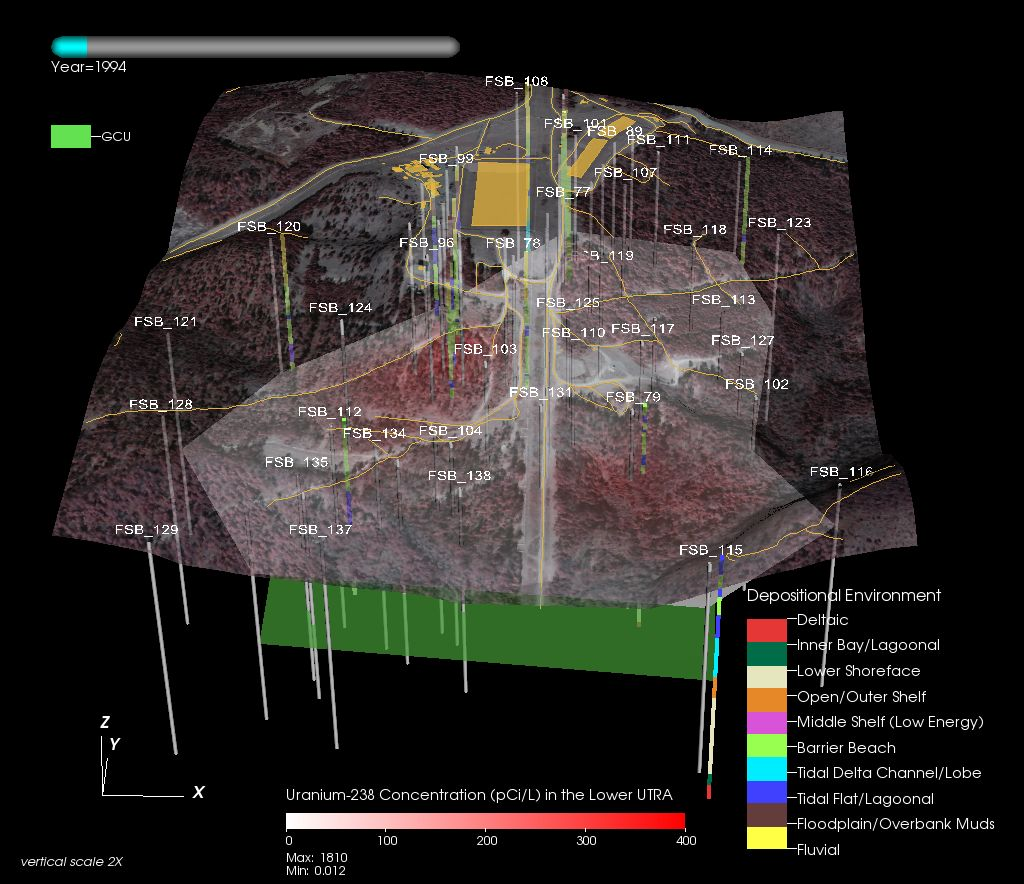 Year=1994
GCU
FSB_108
FSB_101
FSB_89
FSB_111
FSB_114
FSB_99
FSB_107
FSB_77
FSB_120
FSB_96
FSB_78
FSB_118
FSB_123
FSB_119
FSB_124
FSB_125
FSB_113
FSB_121
FSB_103
FSB_110
FSB_117
FSB_127
FSB_128
FSB_131
FSB_79
FSB_102
FSB_112
FSB_134
FSB_104
FSB_135
FSB_138
FSB_116
FSB_129
FSB_137
FSB_115
Depositional Environment
Deltaic
Inner Bay/Lagoonal
Lower Shoreface
Open/Outer Shelf
Middle Shelf (Low Energy)
Barrier Beach
Tidal Delta Channel/Lobe
Tidal Flat/Lagoonal
Floodplain/Overbank Muds
Fluvial
Z
Y
X
Uranium-238 Concentration (pCi/L) in the Lower UTRA
0 100 200 300 400
Max: 1810
Min: 0.012
vertical scale 2X